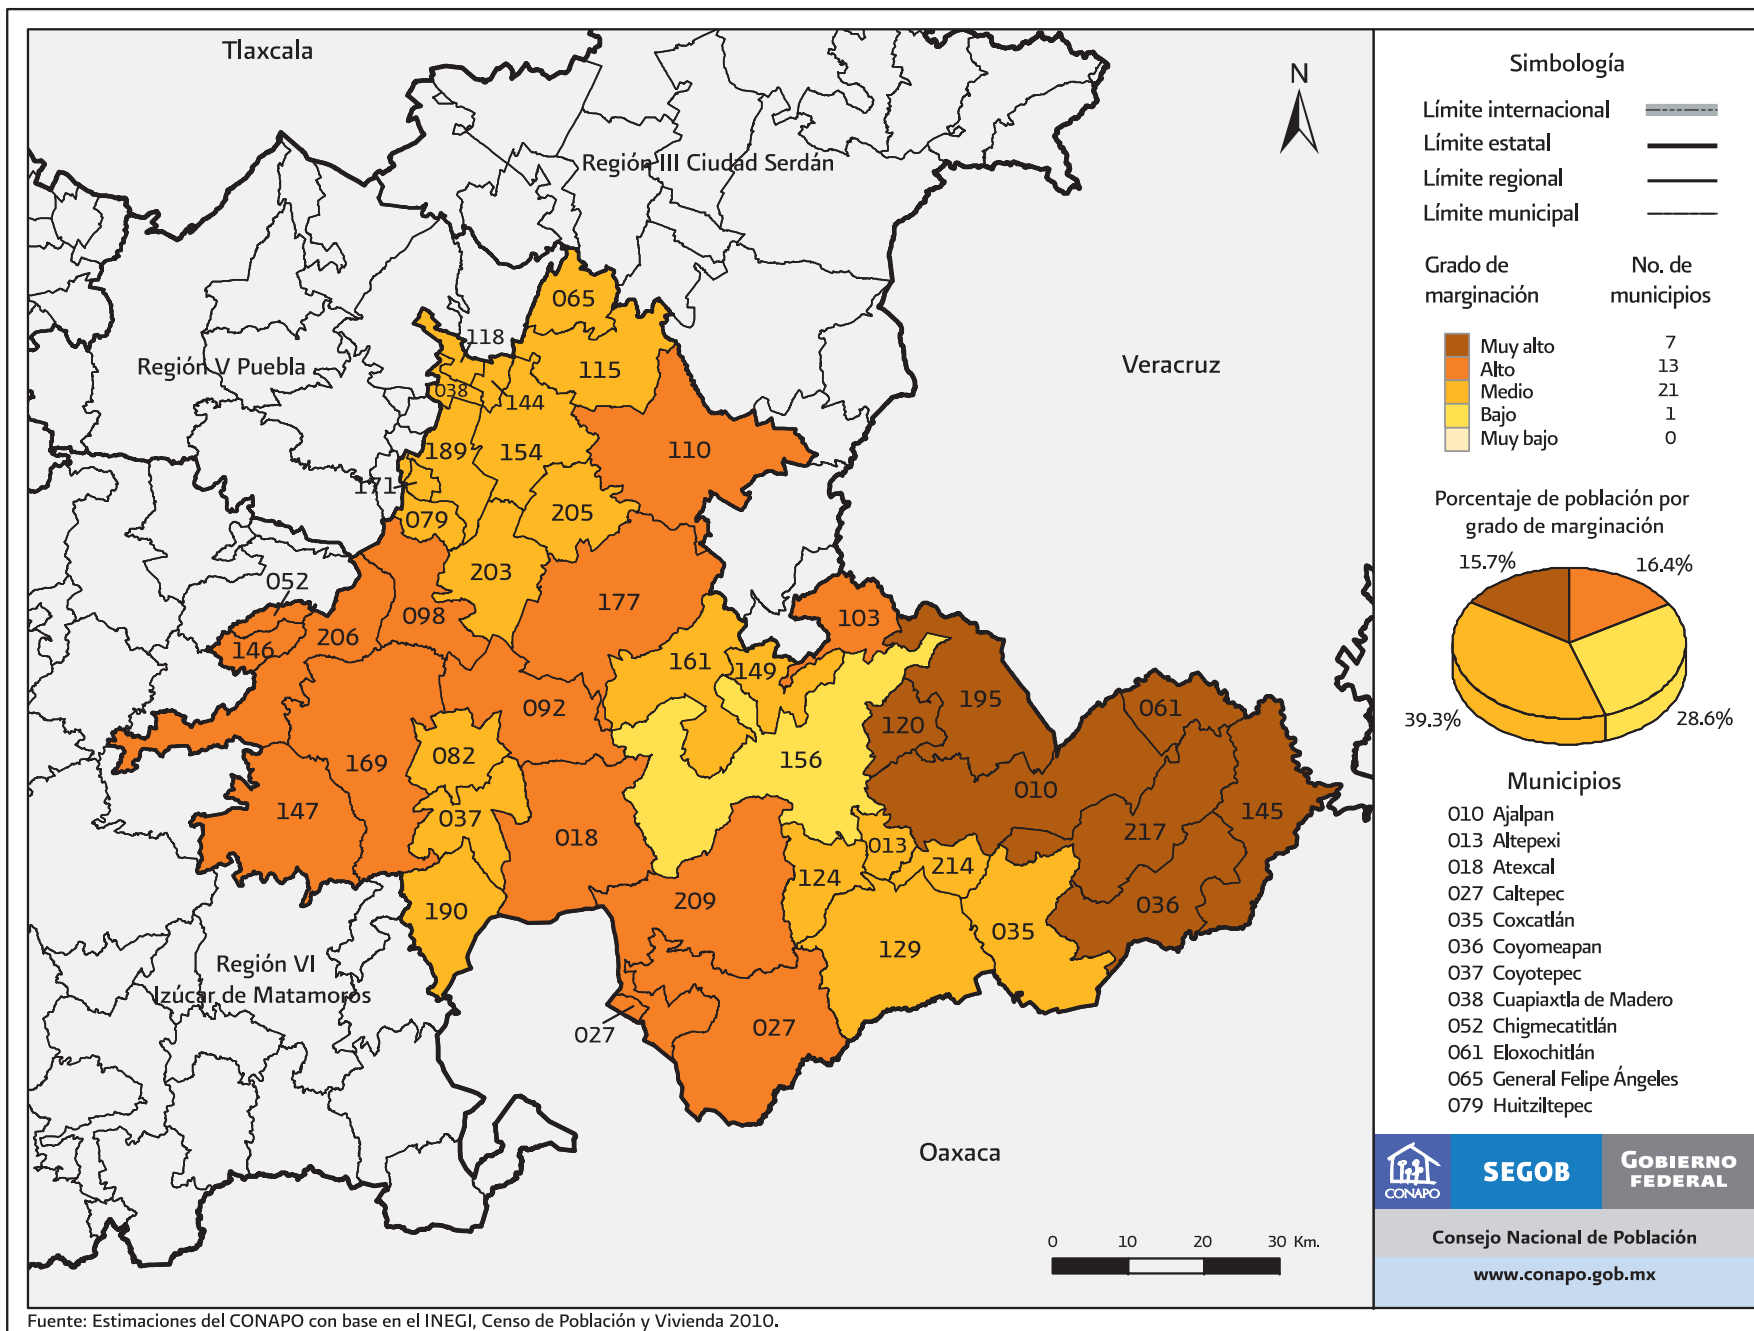 Tlaxcala
Región III Ciudad Serdán
N
065
118
Región V Puebla
115
Veracruz
038
144
189
154
110
171
079
205
052
203
177
098
103
206
146
161
149
195
092
120
061
082
156
169
010
147
037
018
145
217
013
214
124
209
036
190
035
129
Región VI
Izúcar de Matamoros
027
027
Oaxaca
0 10 20 30 Km.
Simbología
Límite internacional
Límite estatal
Límite regional
Límite municipal
Grado de marginación
No. de municipios
Muy alto 7
Alto 13
Medio 21
Bajo 1
Muy bajo 0
Porcentaje de población por
grado de marginación
15.7%
16.4%
39.3%
28.6%
Municipios
010 Ajalpan
013 Altepexi
018 Atexcal
027 Caltepec
035 Coxcatlán
036 Coyomeapan
037 Coyotepec
038 Cuapiaxtla de Madero
052 Chigmecatitlán
061 Eloxochitlán
065 General Felipe Ángeles
079 Huitziltepec
CONAPO
SEGOB
GOBIERNO
FEDERAL
Consejo Nacional de Población
www.conapo.gob.mx
Fuente: Estimaciones del CONAPO con base en el INEGI, Censo de Población y Vivienda 2010.